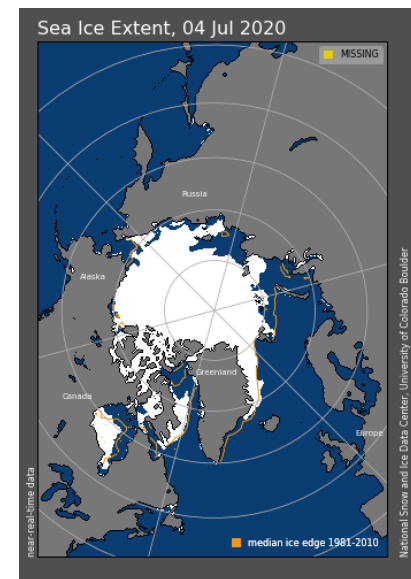 Sea Ice Extent, 04 Jul 2020
MISSING
Russia
Alaska
Greenland
Canada
Europe
near-real-time data
National Snow and Ice Data Center, University of Colorado Boulder
median ice edge 1981-2010